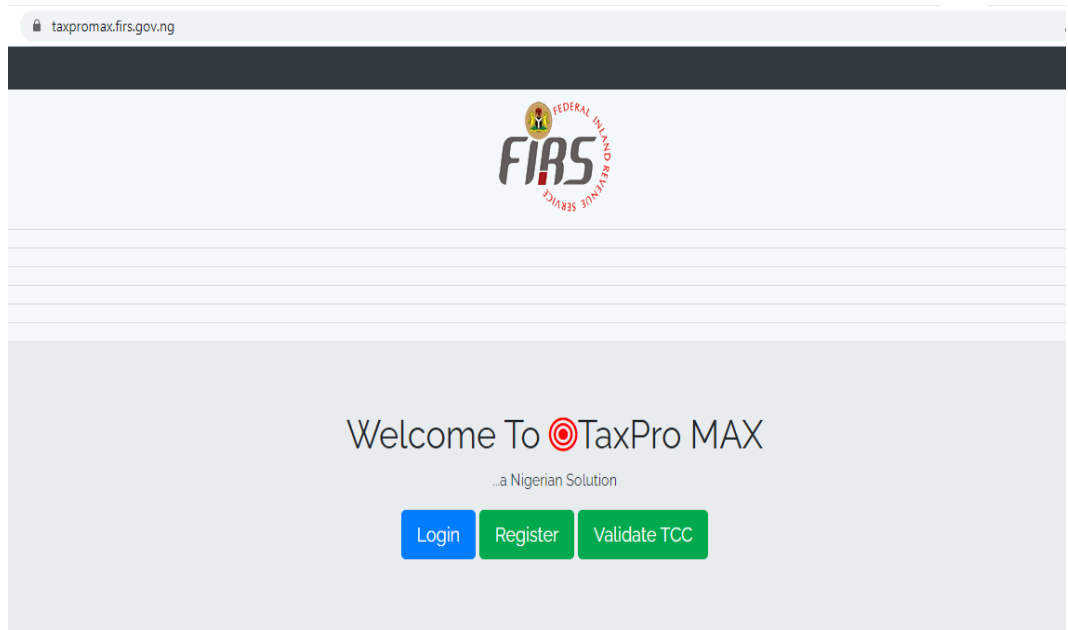 taxpromax.firs.gov.ng
FEDERAL INLAND REVENUE SERVICE
FIRS
Welcome To TaxPro MAX
...a Nigerian Solution
Login Register Validate TCC